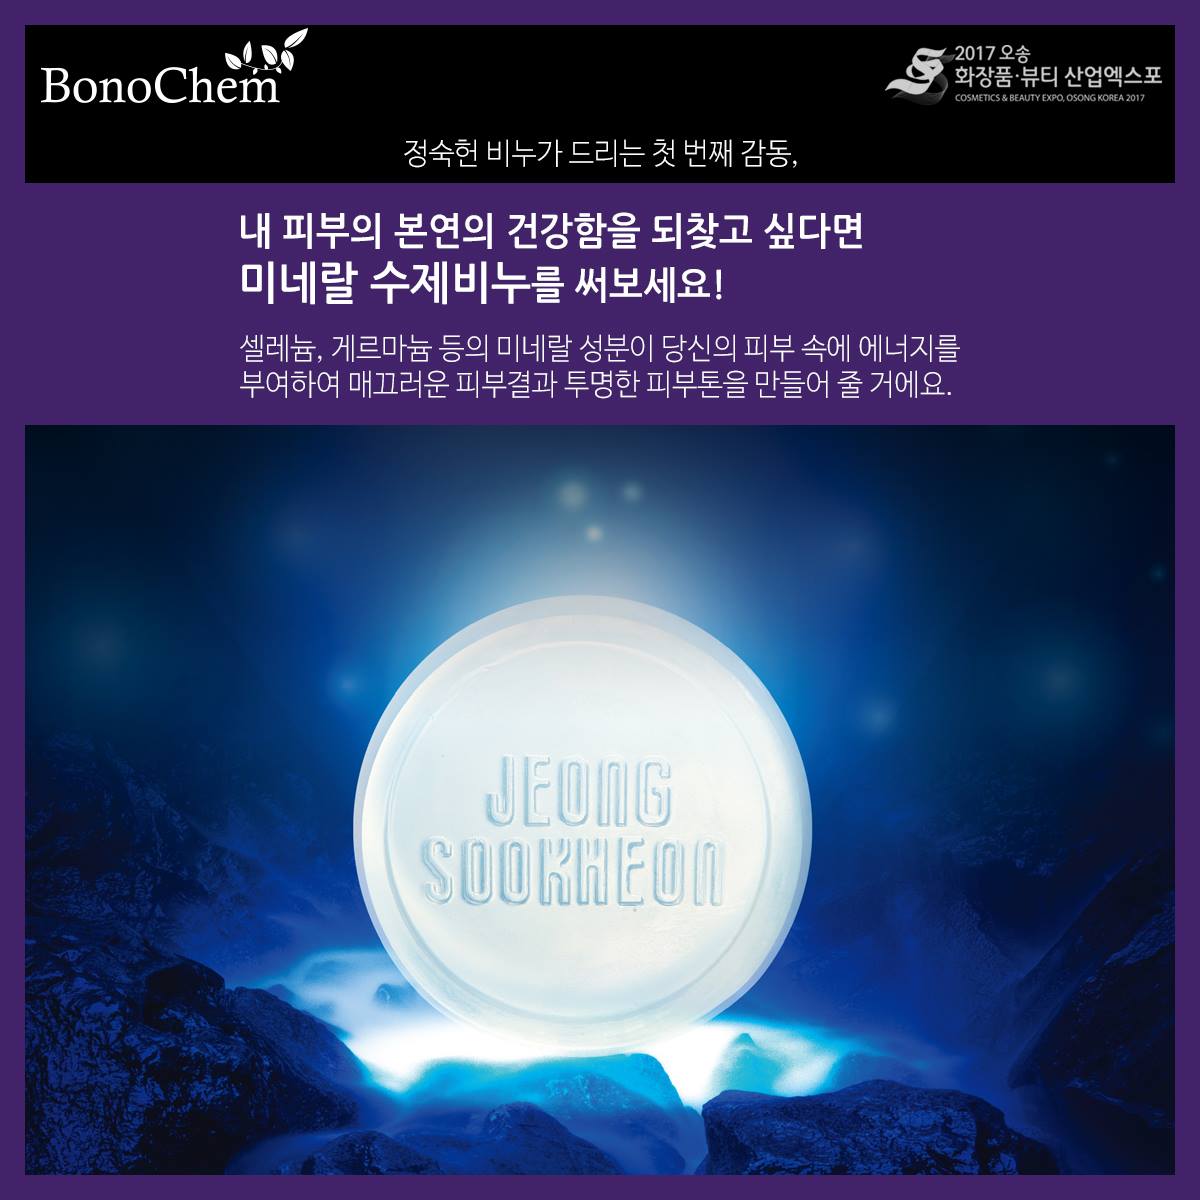 BonoChem
2017 오송
화장품·뷰티 산업엑스포
COSMETICS & BEAUTY EXPO, OSONG KOREA 2017
정숙헌 비누가 드리는 첫 번째 감동,
내 피부의 본연의 건강함을 되찾고 싶다면
미네랄 수제비누를 써보세요!
셀레늄, 게르마늄 등의 미네랄 성분이 당신의 피부 속에 에너지를
부여하여 매끄러운 피부결과 투명한 피부톤을 만들어 줄 거에요.
JEONG
SOOKHEON